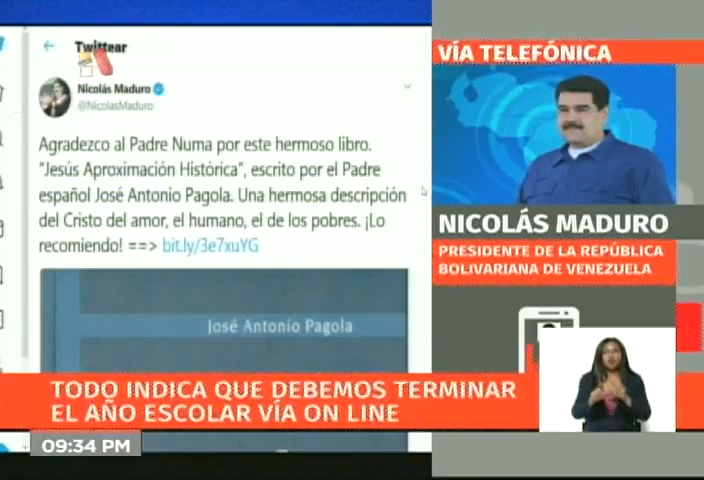 Twittear
Nicolás Maduro
@NicolasMaduro
Agradezco al Padre Numa por este hermoso libro.
"Jesús Aproximación Histórica", escrito por el Padre
español José Antonio Pagola. Una hermosa descripción
del Cristo del amor, el humano, el de los pobres. ¡Lo
recomiendo! ==> bit.ly/3e7xuYG
José Antonio Pagola
VÍA TELEFÓNICA
NICOLÁS MADURO
PRESIDENTE DE LA REPÚBLICA
BOLIVARIANA DE VENEZUELA
TODO INDICA QUE DEBEMOS TERMINAR
EL AÑO ESCOLAR VÍA ON LINE
09:34 PM